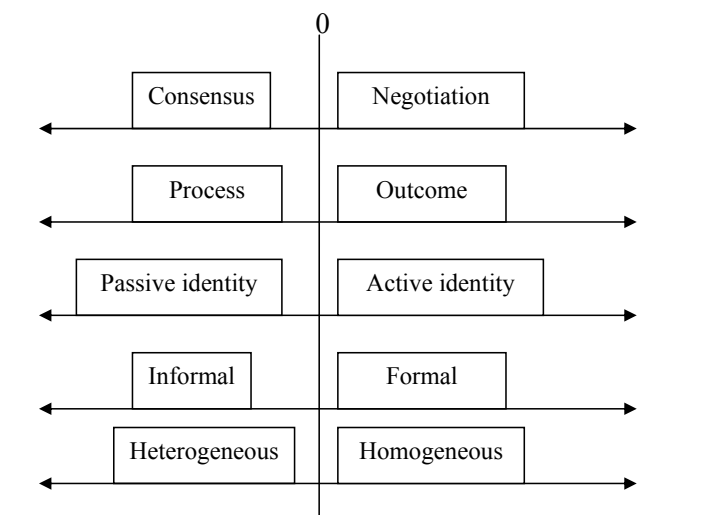 0
Consensus Negotiation
Process Outcome
Passive identity Active identity
Informal Formal
Heterogeneous Homogeneous